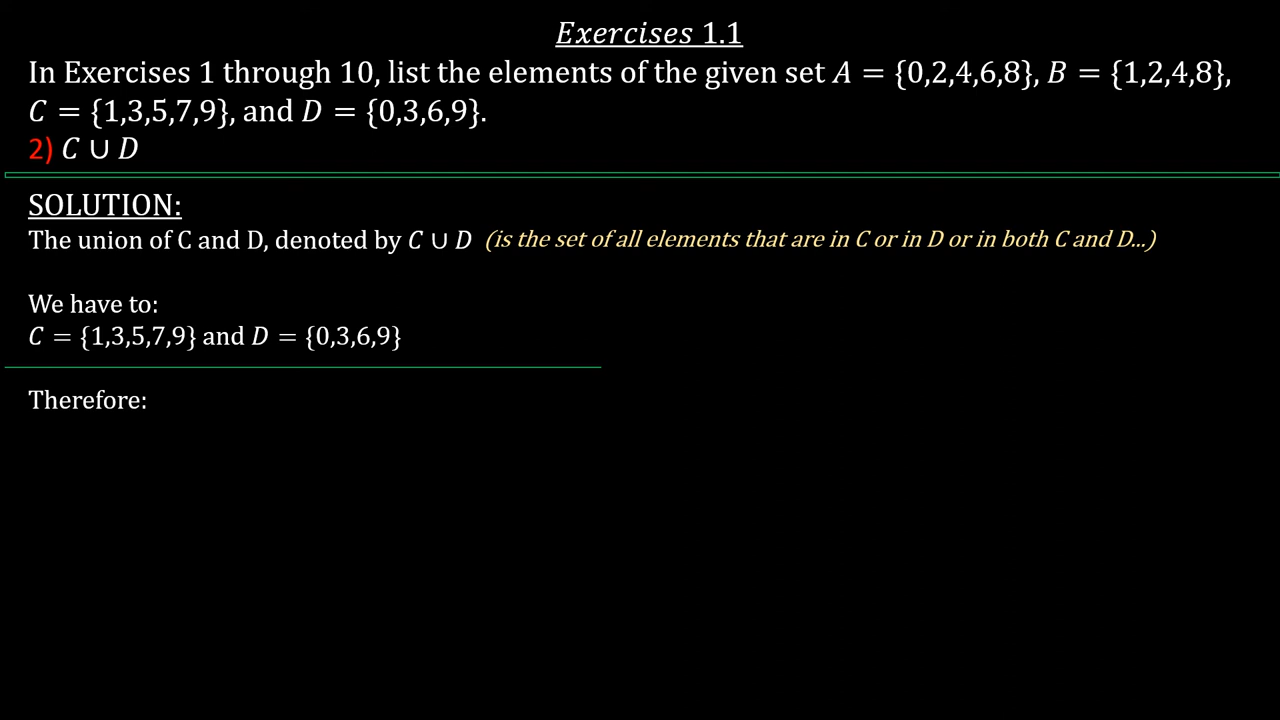 Exercises 1.1
In Exercises 1 through 10, list the elements of the given set A = {0,2,4,6,8}, B = {1,2,4,8},
C = {1,3,5,7,9}, and D = {0,3,6,9}.
2) C ∪ D
SOLUTION:
The union of C and D, denoted by C ∪ D (is the set of all elements that are in C or in D or in both C and D...)
We have to:
C = {1,3,5,7,9} and D = {0,3,6,9}
Therefore: